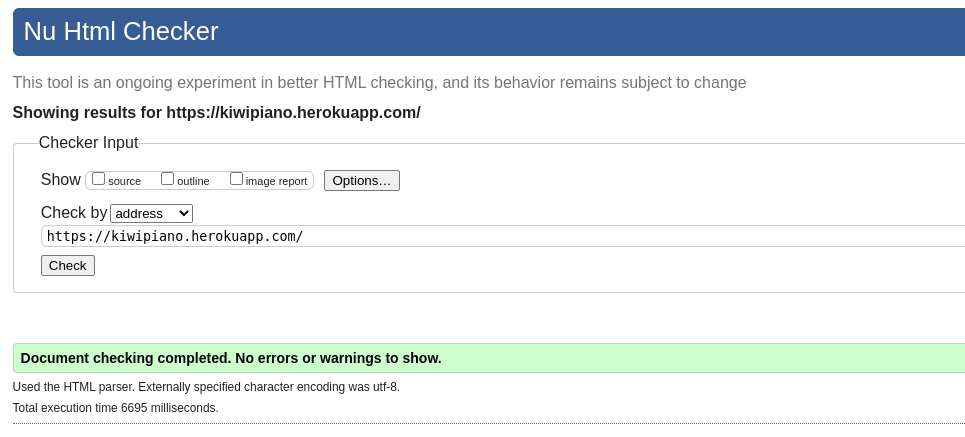 Nu Html Checker
This tool is an ongoing experiment in better HTML checking, and its behavior remains subject to change
Showing results for https://kiwipiano.herokuapp.com/
Checker Input
Show source outline image report Options…
Check by address
https://kiwipiano.herokuapp.com/
Check
Document checking completed. No errors or warnings to show.
Used the HTML parser. Externally specified character encoding was utf-8.
Total execution time 6695 milliseconds.